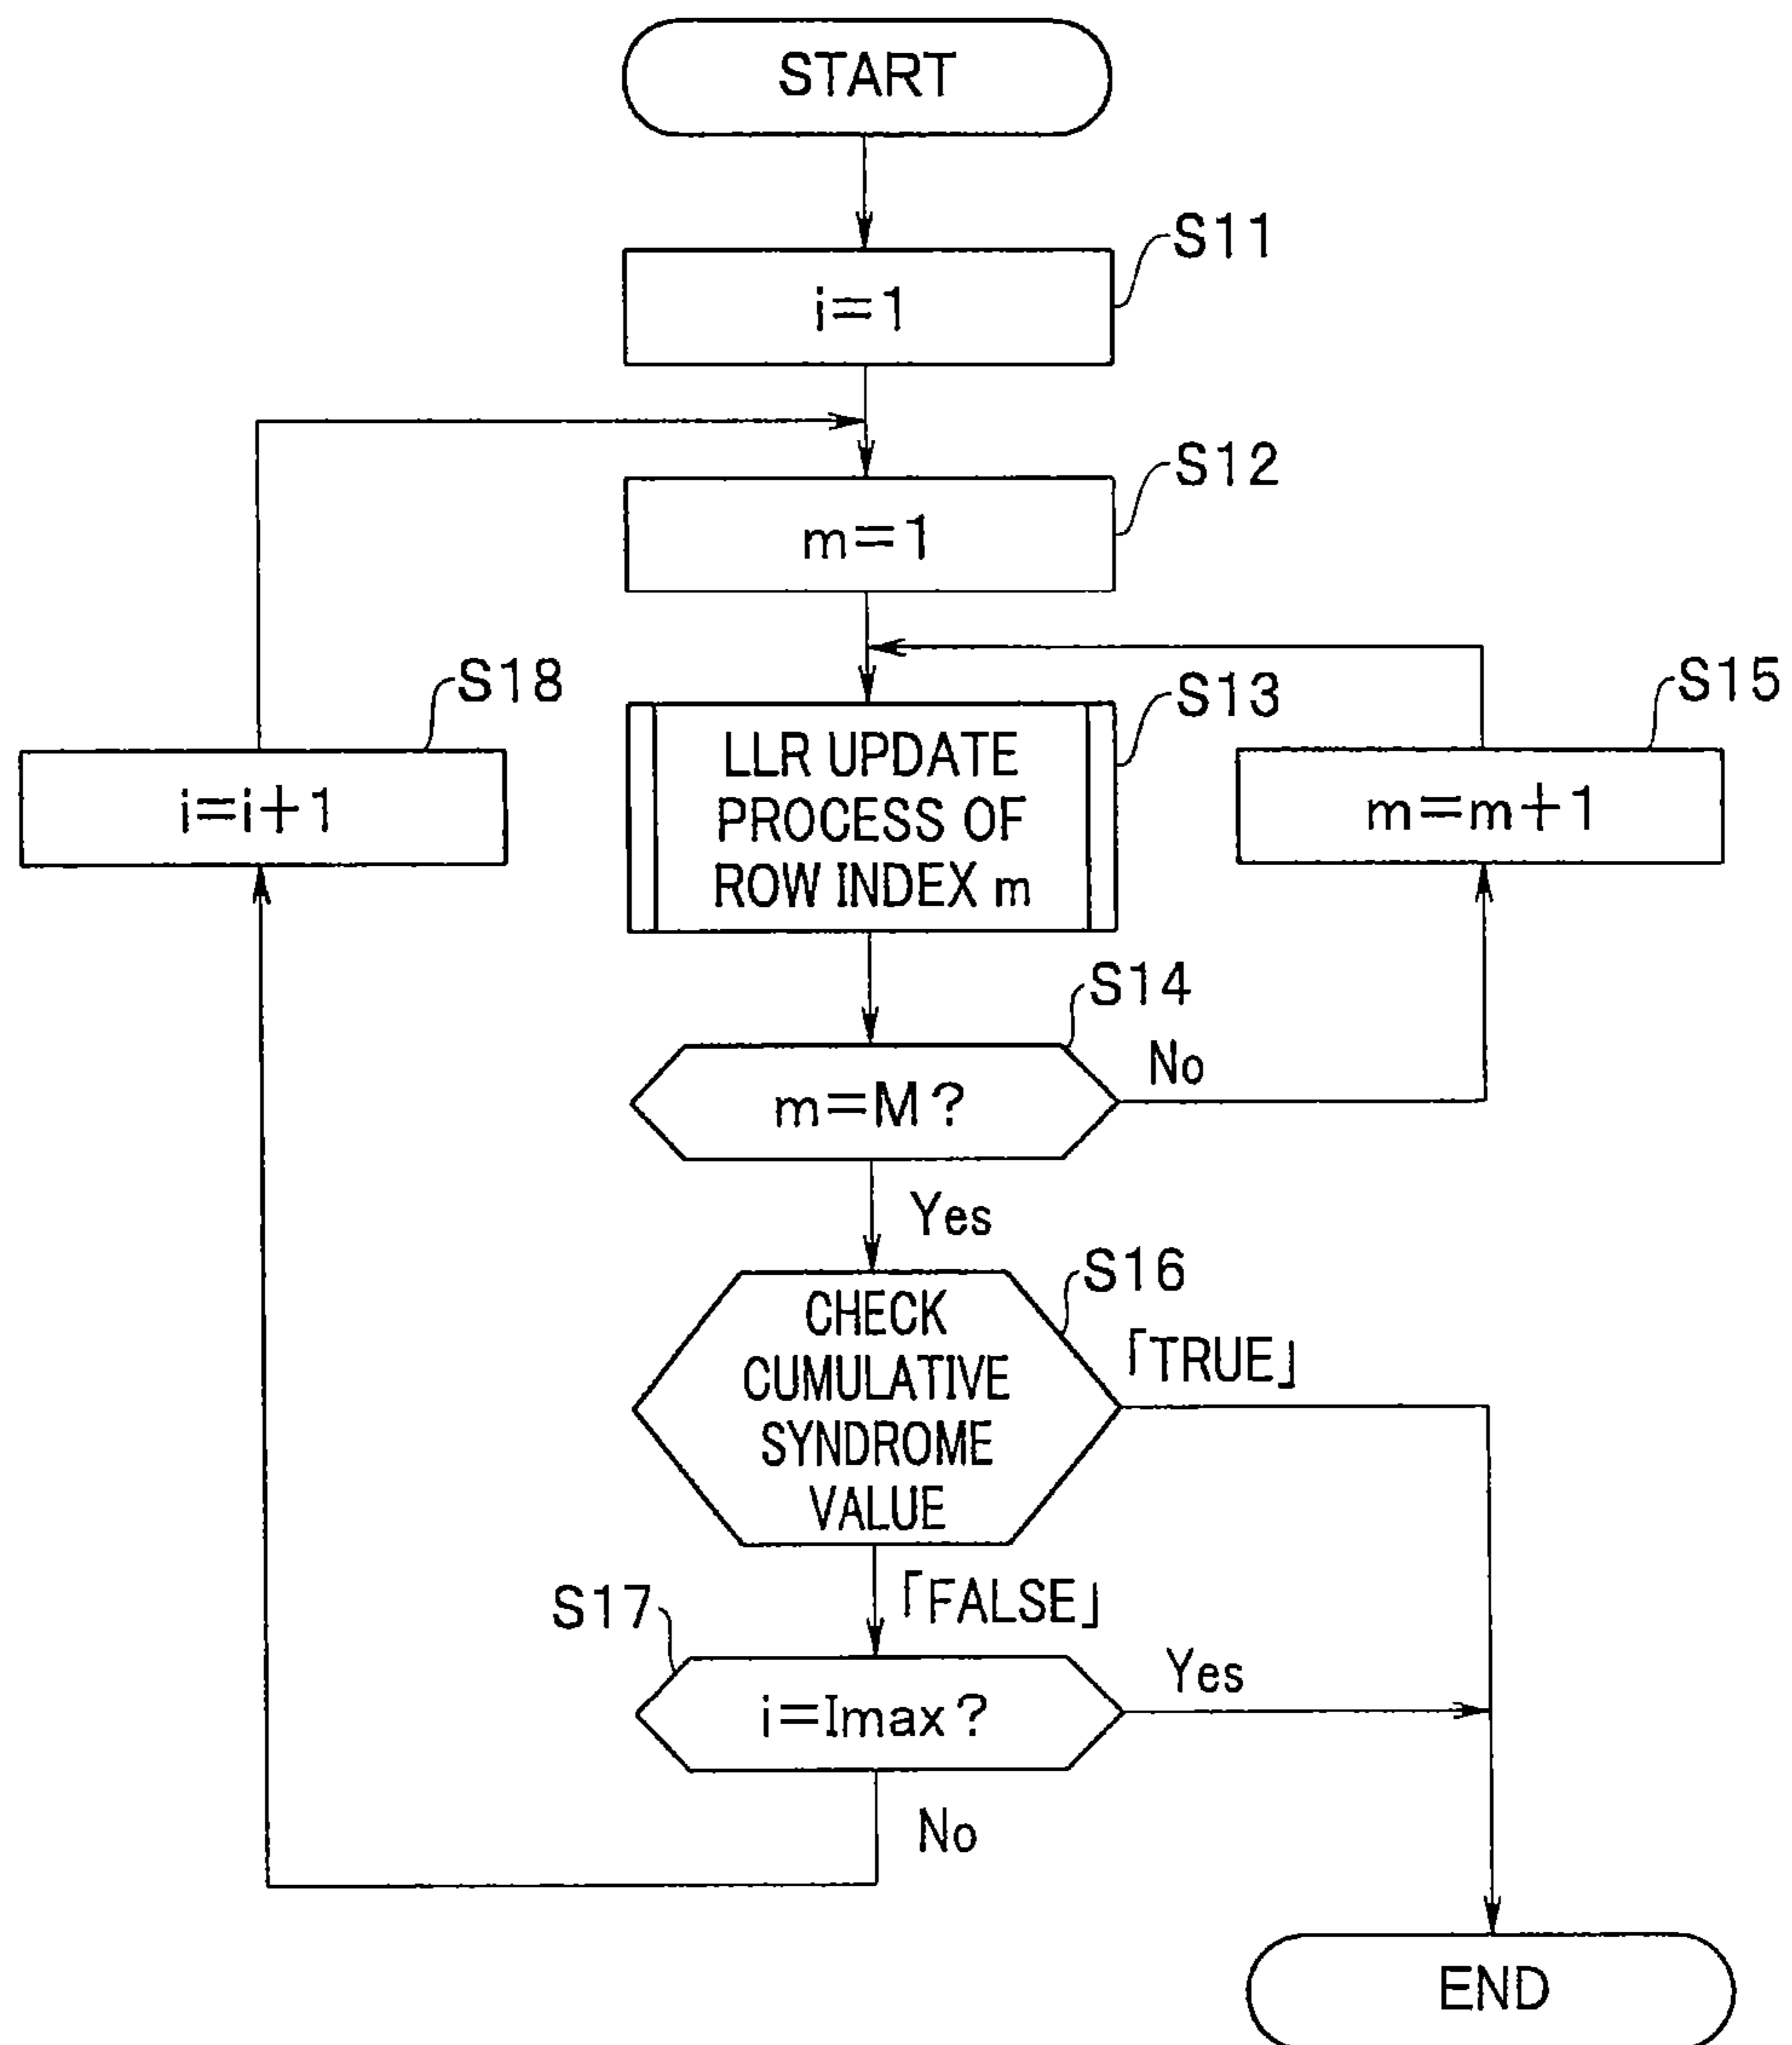 START
S11
i=1
S12
m=1
S18
S13
S15
i=i+1
LLR UPDATE
PROCESS OF
ROW INDEX m
m=m+1
S14
m=M?
No
Yes
S16
CHECK
CUMULATIVE
SYNDROME
VALUE
「TRUE」
「FALSE」
S17
i=Imax?
Yes
No
END